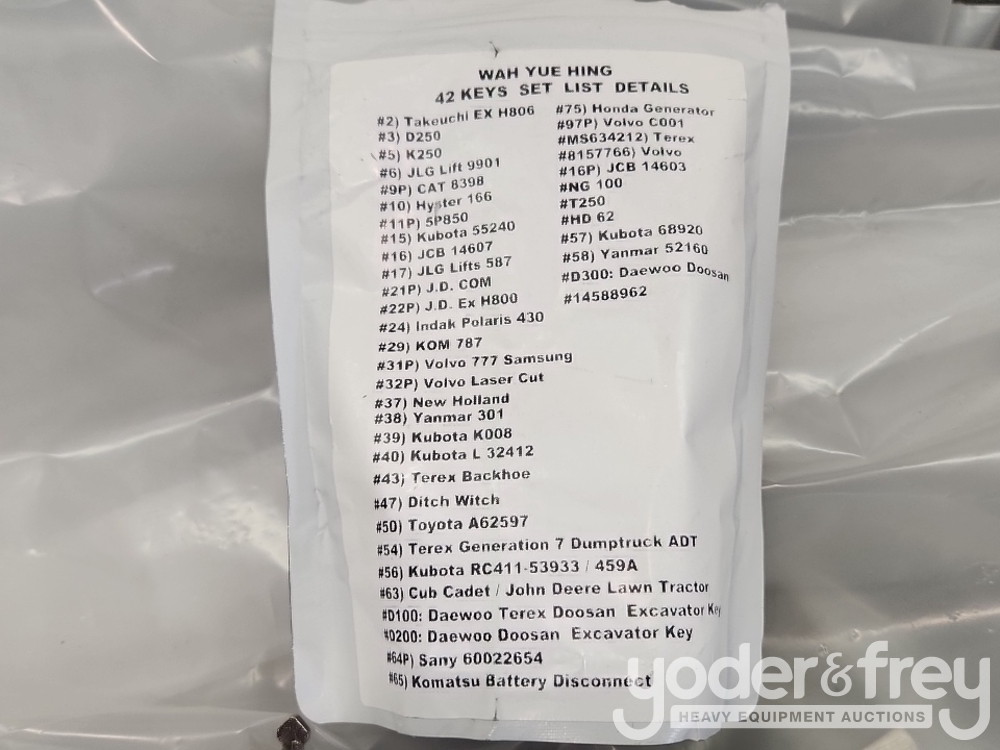 WAH YUE HING
42 KEYS SET LIST DETAILS
#2) Takeuchi EX H806
#3) D250
#5) K250
#6) JLG Lift 9901
#9P) CAT 8398
#10) Hyster 166
#11P) 5P850
#15) Kubota 55240
#16) JCB 14607
#17) JLG Lifts 587
#21P) J.D. COM
#22P) J.D. Ex H800
#24) Indak Polaris 430
#29) KOM 787
#31P) Volvo 777 Samsung
#32P) Volvo Laser Cut
#37) New Holland
#38) Yanmar 301
#39) Kubota K008
#40) Kubota L 32412
#43) Terex Backhoe
#47) Ditch Witch
#50) Toyota A62597
#54) Terex Generation 7 Dumptruck ADT
#56) Kubota RC411-53933 / 459A
#63) Cub Cadet / John Deere Lawn Tractor
#D100: Daewoo Terex Doosan Excavator Key
#D200: Daewoo Doosan Excavator Key
#64P) Sany 60022654
#65) Komatsu Battery Disconnect
#75) Honda Generator
#97P) Volvo C001
#MS634212) Terex
#8157766) Volvo
#16P) JCB 14603
#NG 100
#T250
#HD 62
#57) Kubota 68920
#58) Yanmar 52160
#D300: Daewoo Doosan
#14588962
yoder&frey
HEAVY EQUIPMENT AUCTIONS